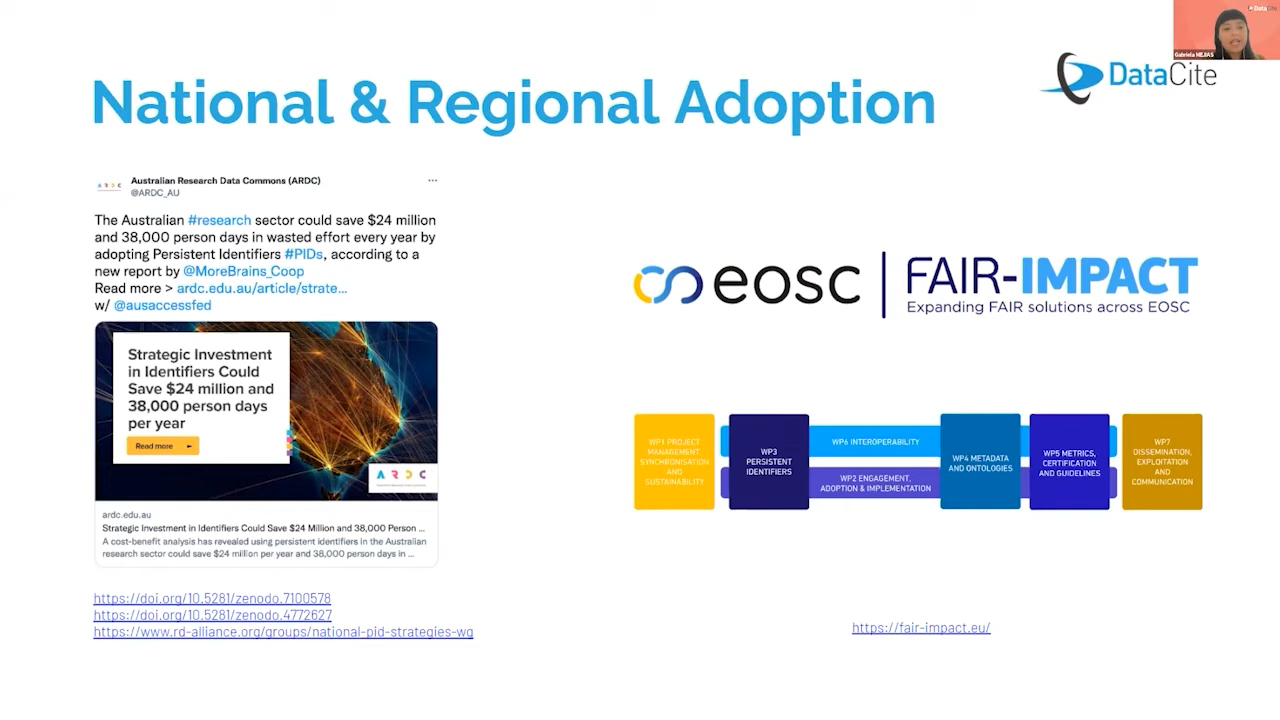 DataCite
Gabriela MEJIAS
DataCite
National & Regional Adoption
Australian Research Data Commons (ARDC)
@ARDC_AU
The Australian #research sector could save $24 million
and 38,000 person days in wasted effort every year by
adopting Persistent Identifiers #PIDs, according to a
new report by @MoreBrains_Coop
Read more > ardc.edu.au/article/strate...
w/ @ausaccessfed
Strategic Investment
in Identifiers Could
Save $24 million and
38,000 person days
per year
Read more
ARDC
ardc.edu.au
Strategic Investment in Identifiers Could Save $24 Million and 38,000 Person ...
A cost-benefit analysis has revealed using persistent identifiers in the Australian
research sector could save $24 million per year and 38,000 person days in ...
https://doi.org/10.5281/zenodo.7100578
https://doi.org/10.5281/zenodo.4772627
https://www.rd-alliance.org/groups/national-pid-strategies-wg
eosc
FAIR-IMPACT
Expanding FAIR solutions across EOSC
WP1 PROJECT
MANAGEMENT,
SYNCHRONISATION
AND
SUSTAINABILITY
WP3
PERSISTENT
IDENTIFIERS
WP6 INTEROPERABILITY
WP2 ENGAGEMENT,
ADOPTION & IMPLEMENTATION
WP4 METADATA
AND ONTOLOGIES
WP5 METRICS,
CERTIFICATION
AND GUIDELINES
WP7
DISSEMINATION,
EXPLOITATION
AND
COMMUNICATION
https://fair-impact.eu/